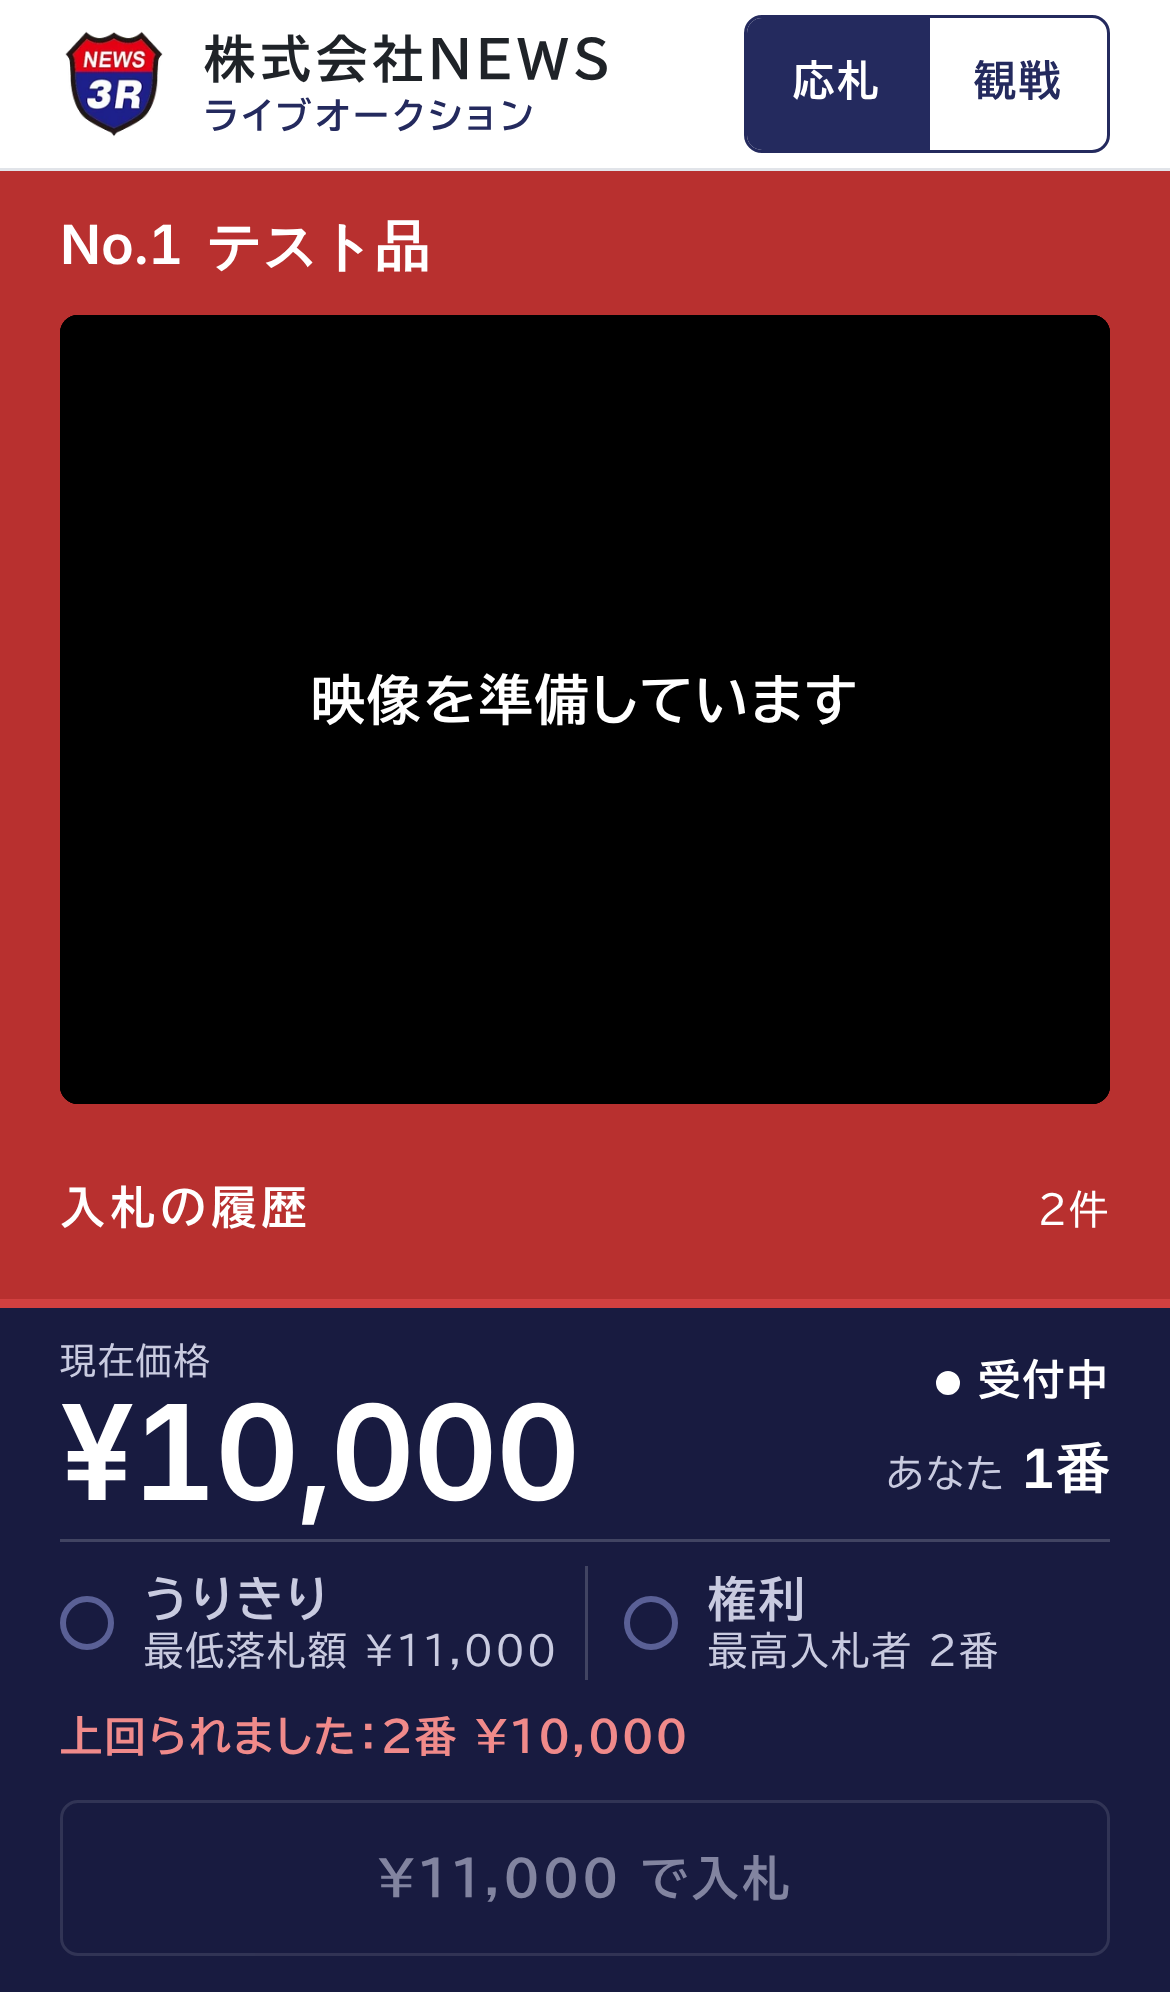 NEWS
3R
株式会社NEWS
ライブオークション
応札
観戦
No.1 テスト品
映像を準備しています
入札の履歴
2件
現在価格
¥10,000
受付中
あなた 1番
うりきり
最低落札額 ¥11,000
権利
最高入札者 2番
上回られました:2番 ¥10,000
¥11,000 で入札